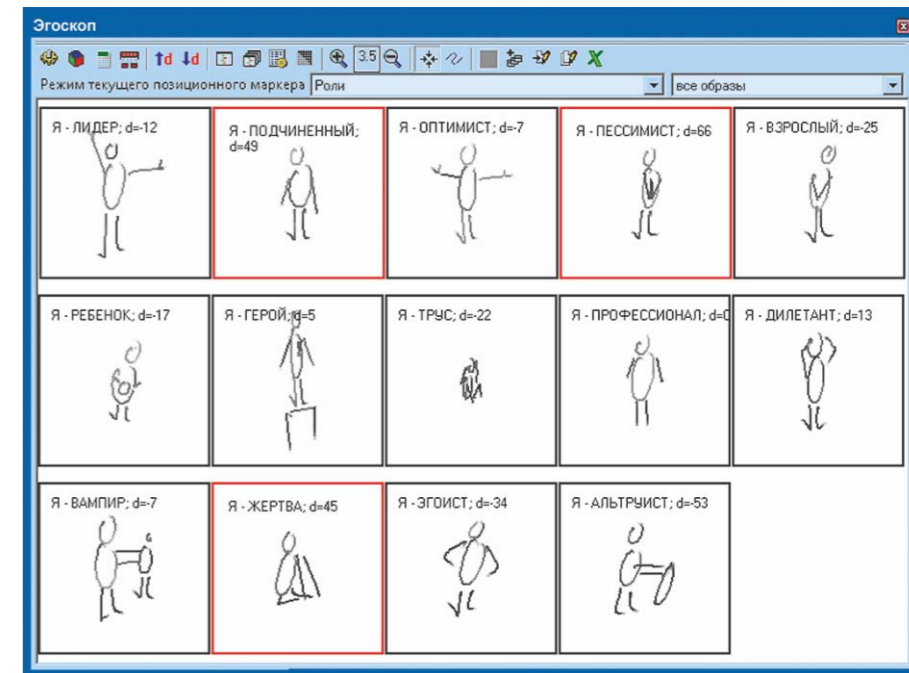 Эгоскоп
↑d ↓d 3.5
Режим текущего позиционного маркера Роли все образы
Я - ЛИДЕР; d=-12
Я - ПОДЧИНЕННЫЙ;
d=49
Я - ОПТИМИСТ; d=-7
Я - ПЕССИМИСТ; d=66
Я - ВЗРОСЛЫЙ; d=-25
Я - РЕБЕНОК; d=-17
Я - ГЕРОЙ; d=5
Я - ТРУС; d=-22
Я - ПРОФЕССИОНАЛ; d=
Я - ДИЛЕТАНТ; d=13
Я - ВАМПИР; d=-7
Я - ЖЕРТВА; d=45
Я - ЭГОИСТ; d=-34
Я - АЛЬТРУИСТ; d=-53